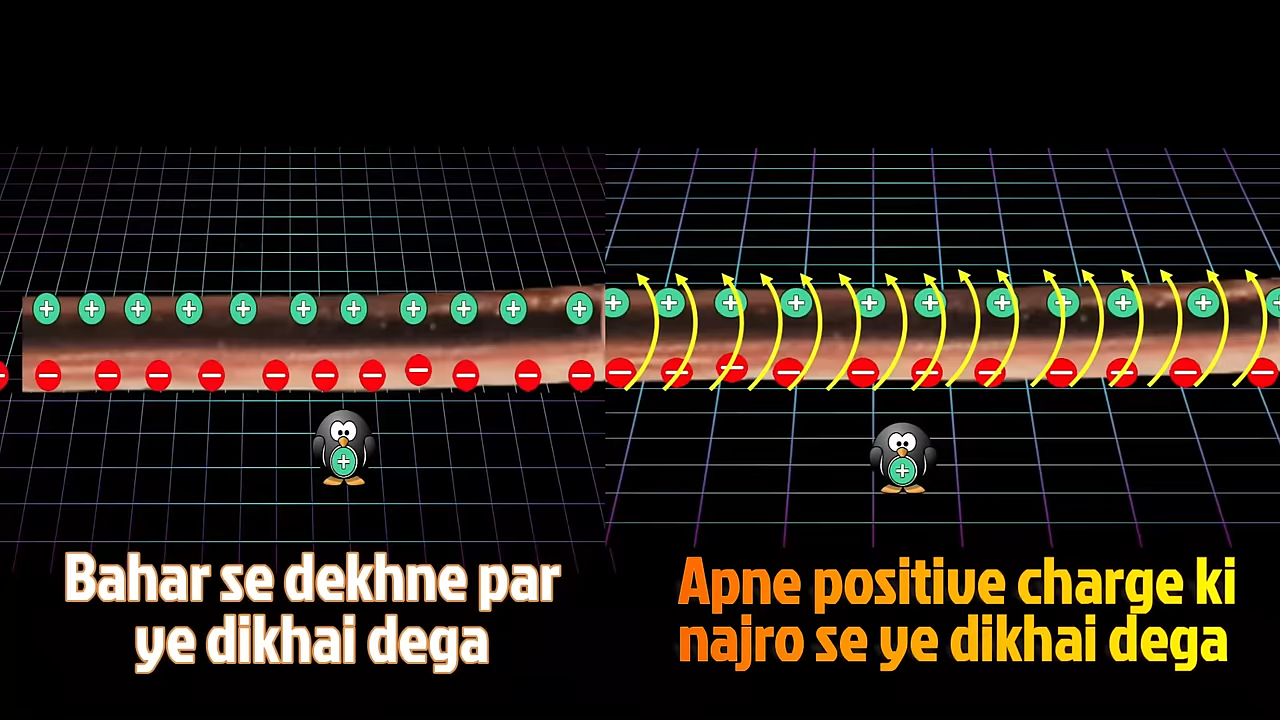 Bahar se dekhne par
ye dikhai dega
Apne positive charge ki
najro se ye dikhai dega